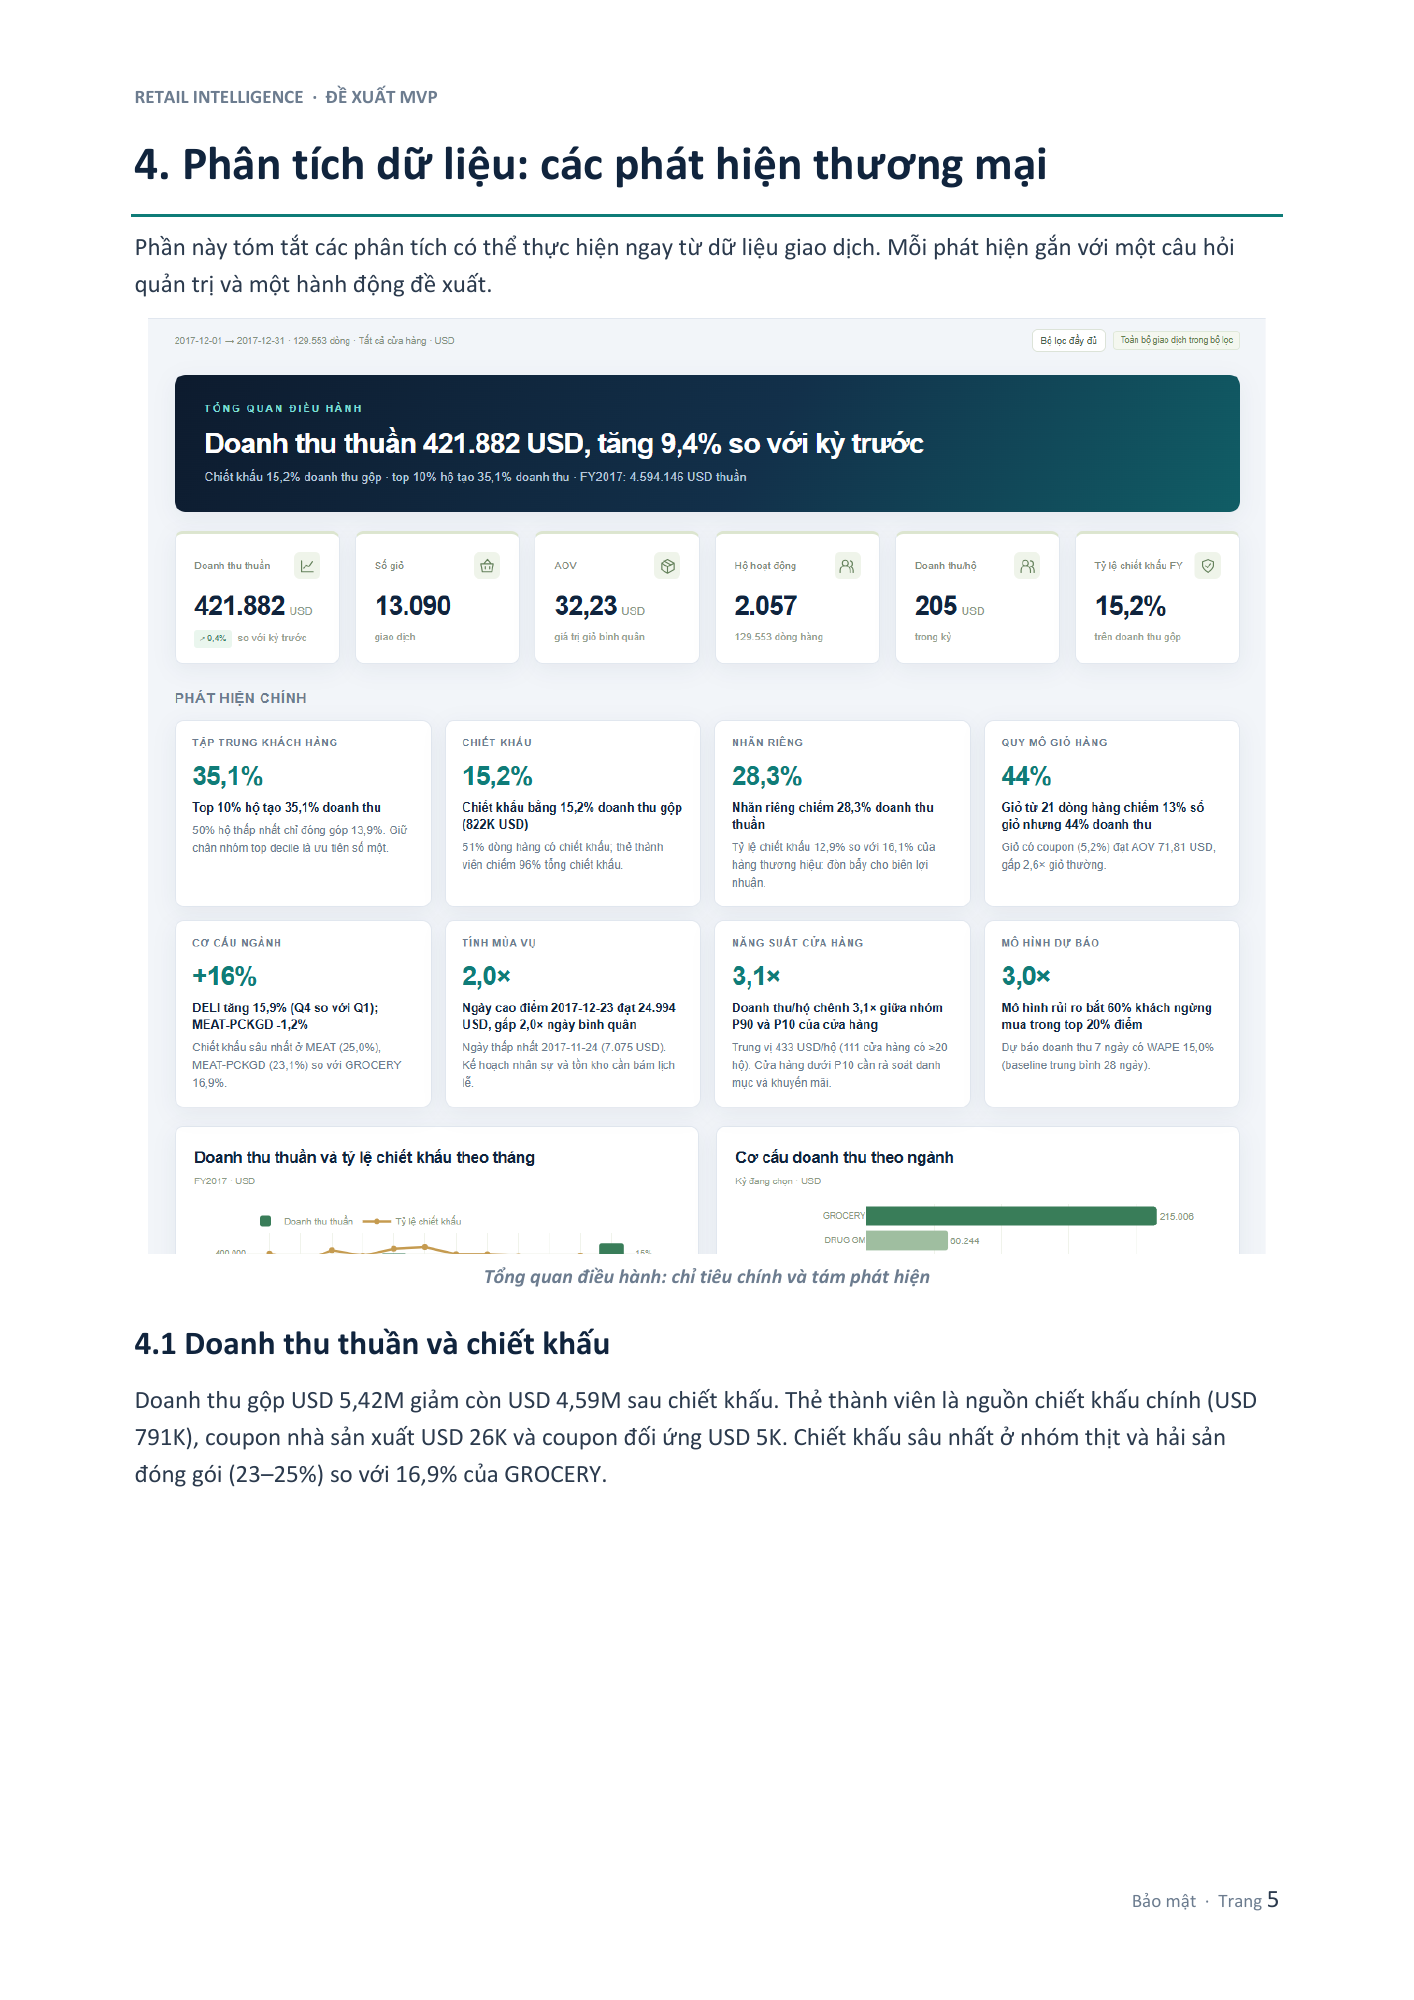 RETAIL INTELLIGENCE · ĐỀ XUẤT MVP
4. Phân tích dữ liệu: các phát hiện thương mại
Phần này tóm tắt các phân tích có thể thực hiện ngay từ dữ liệu giao dịch. Mỗi phát hiện gắn với một câu hỏi
quản trị và một hành động đề xuất.
2017-12-01 → 2017-12-31 · 129.553 dòng · Tất cả cửa hàng · USD
Bộ lọc đầy đủ
Toàn bộ giao dịch trong bộ lọc
TỔNG QUAN ĐIỀU HÀNH
Doanh thu thuần 421.882 USD, tăng 9,4% so với kỳ trước
Chiết khấu 15,2% doanh thu gộp · top 10% hộ tạo 35,1% doanh thu · FY2017: 4.594.146 USD thuần
Doanh thu thuần
421.882 USD
↗ 9,4% so với kỳ trước
Số giỏ
13.090
giao dịch
AOV
32,23 USD
giá trị giỏ bình quân
Hộ hoạt động
2.057
129.553 dòng hàng
Doanh thu/hộ
205 USD
trong kỳ
Tỷ lệ chiết khấu FY
15,2%
trên doanh thu gộp
PHÁT HIỆN CHÍNH
TẬP TRUNG KHÁCH HÀNG
35,1%
Top 10% hộ tạo 35,1% doanh thu
50% hộ thấp nhất chỉ đóng góp 13,9%. Giữ
chân nhóm top decile là ưu tiên số một.
CHIẾT KHẤU
15,2%
Chiết khấu bằng 15,2% doanh thu gộp
(822K USD)
51% dòng hàng có chiết khấu; thẻ thành
viên chiếm 96% tổng chiết khấu.
NHÃN RIÊNG
28,3%
Nhãn riêng chiếm 28,3% doanh thu
thuần
Tỷ lệ chiết khấu 12,9% so với 16,1% của
hàng thương hiệu: đòn bẩy cho biên lợi
nhuận.
QUY MÔ GIỎ HÀNG
44%
Giỏ từ 21 dòng hàng chiếm 13% số
giỏ nhưng 44% doanh thu
Giỏ có coupon (5,2%) đạt AOV 71,81 USD,
gấp 2,6× giỏ thường.
CƠ CẤU NGÀNH
+16%
DELI tăng 15,9% (Q4 so với Q1);
MEAT-PCKGD -1,2%
Chiết khấu sâu nhất ở MEAT (25,0%),
MEAT-PCKGD (23,1%) so với GROCERY
16,9%.
TÍNH MÙA VỤ
2,0×
Ngày cao điểm 2017-12-23 đạt 24.994
USD, gấp 2,0× ngày bình quân
Ngày thấp nhất 2017-11-24 (7.075 USD).
Kế hoạch nhân sự và tồn kho cần bám lịch
lễ.
NĂNG SUẤT CỬA HÀNG
3,1×
Doanh thu/hộ chênh 3,1× giữa nhóm
P90 và P10 của cửa hàng
Trung vị 433 USD/hộ (111 cửa hàng có ≥20
hộ). Cửa hàng dưới P10 cần rà soát danh
mục và khuyến mãi.
MÔ HÌNH DỰ BÁO
3,0×
Mô hình rủi ro bắt 60% khách ngừng
mua trong top 20% điểm
Dự báo doanh thu 7 ngày có WAPE 15,0%
(baseline trung bình 28 ngày).
Doanh thu thuần và tỷ lệ chiết khấu theo tháng
FY2017 · USD
Doanh thu thuần Tỷ lệ chiết khấu
400.000
15%
Cơ cấu doanh thu theo ngành
Kỳ đang chọn · USD
GROCERY 215.006
DRUG GM 60.244
Tổng quan điều hành: chỉ tiêu chính và tám phát hiện
4.1 Doanh thu thuần và chiết khấu
Doanh thu gộp USD 5,42M giảm còn USD 4,59M sau chiết khấu. Thẻ thành viên là nguồn chiết khấu chính (USD
791K), coupon nhà sản xuất USD 26K và coupon đối ứng USD 5K. Chiết khấu sâu nhất ở nhóm thịt và hải sản
đóng gói (23–25%) so với 16,9% của GROCERY.
Bảo mật · Trang 5